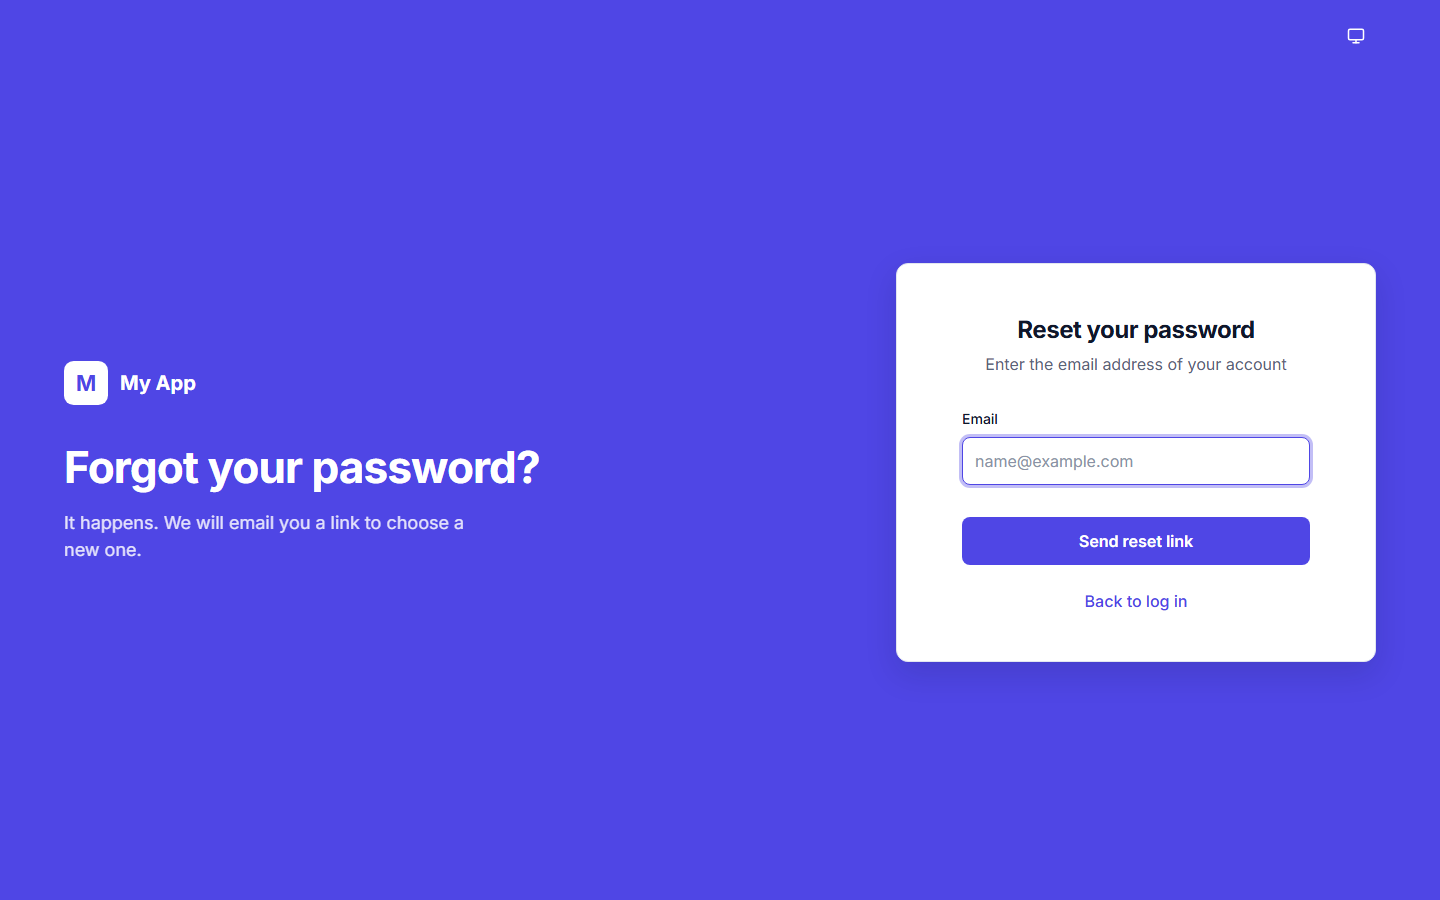 M
My App
Forgot your password?
It happens. We will email you a link to choose a
new one.
Reset your password
Enter the email address of your account
Email
name@example.com
Send reset link
Back to log in